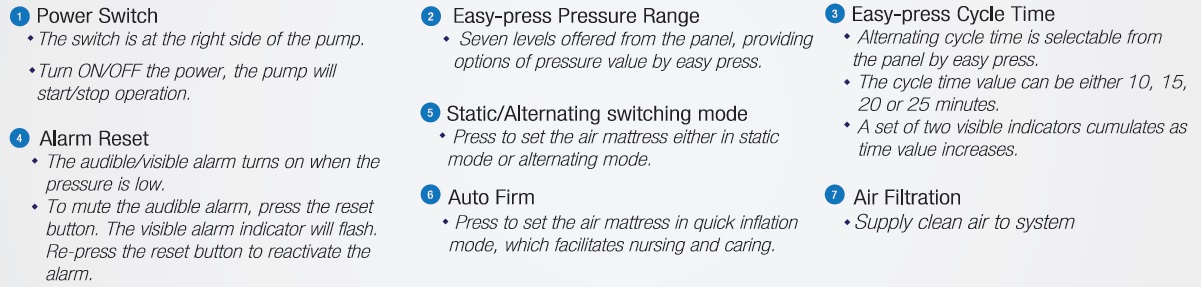 1 Power Switch
• The switch is at the right side of the pump.
• Turn ON/OFF the power, the pump will
start/stop operation.
2 Easy-press Pressure Range
• Seven levels offered from the panel, providing
options of pressure value by easy press.
3 Easy-press Cycle Time
• Alternating cycle time is selectable from
the panel by easy press.
• The cycle time value can be either 10, 15,
20 or 25 minutes.
• A set of two visible indicators cumulates as
time value increases.
4 Alarm Reset
• The audible/visible alarm turns on when the
pressure is low.
• To mute the audible alarm, press the reset
button. The visible alarm indicator will flash.
Re-press the reset button to reactivate the
alarm.
5 Static/Alternating switching mode
• Press to set the air mattress either in static
mode or alternating mode.
6 Auto Firm
• Press to set the air mattress in quick inflation
mode, which facilitates nursing and caring.
7 Air Filtration
• Supply clean air to system